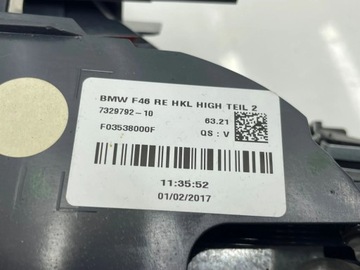 BMW F46 RE HKL HIGH TEIL 2
7329792-10
63.21
F03538000F
QS : V
11:35:52
01/02/2017